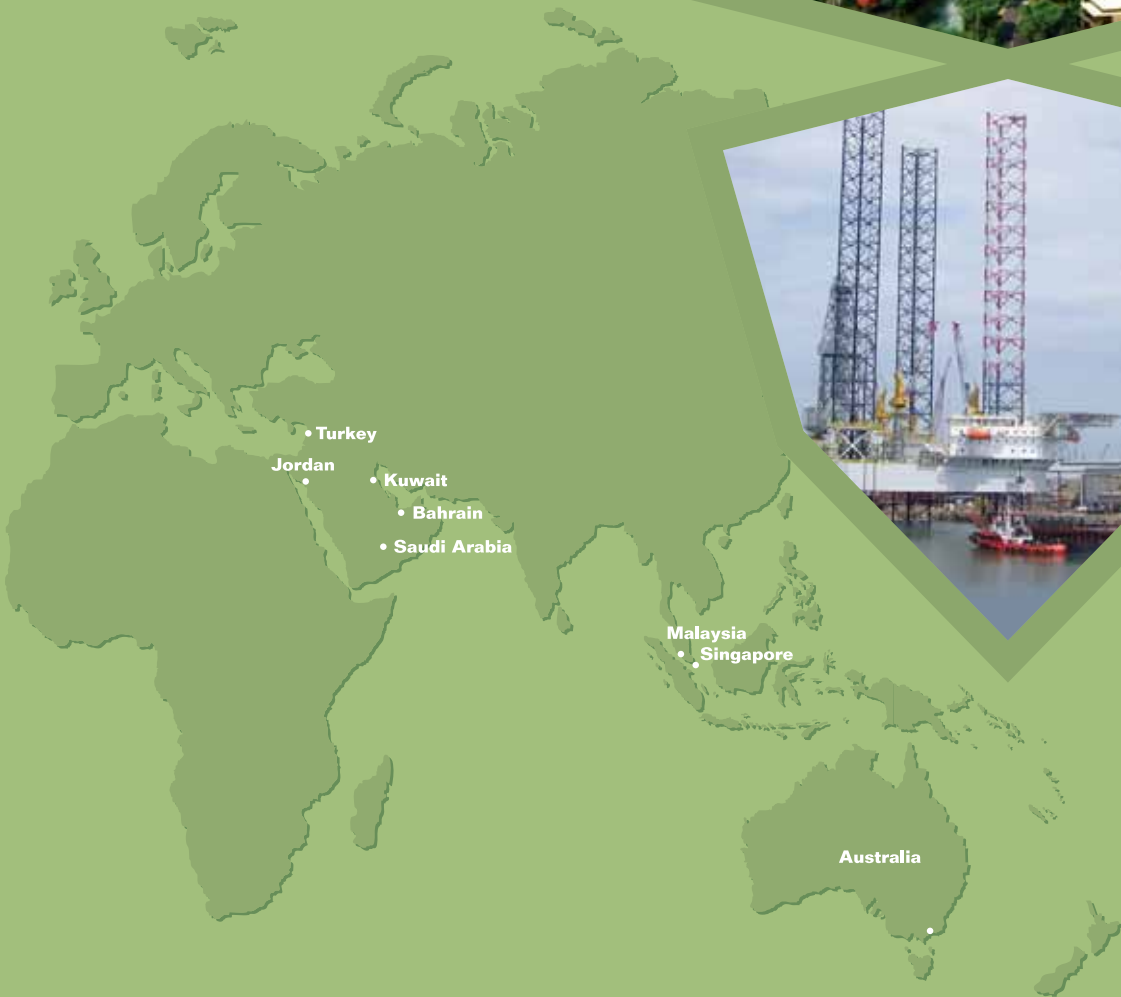 Turkey
Jordan
Kuwait
Bahrain
Saudi Arabia
Malaysia
Singapore
Australia